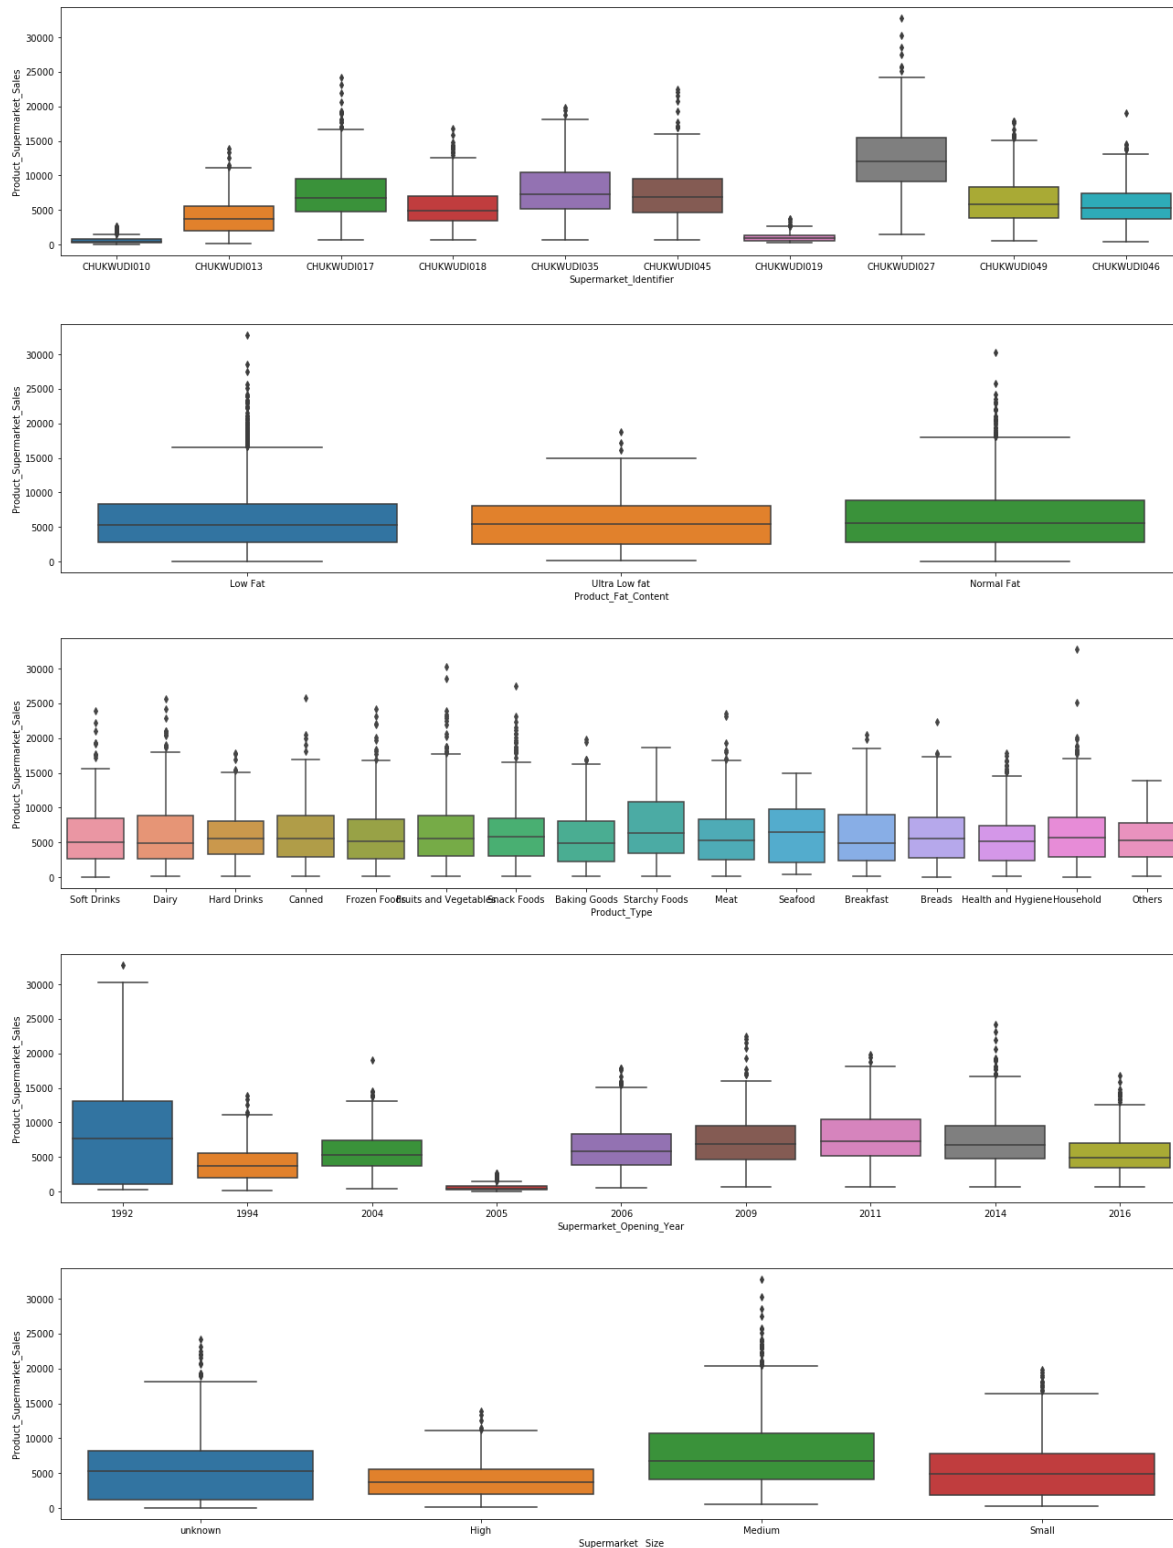 Product_Supermarket_Sales
30000
25000
20000
15000
10000
5000
0
CHUKWUDI010 CHUKWUDI013 CHUKWUDI017 CHUKWUDI018 CHUKWUDI035 CHUKWUDI045 CHUKWUDI019 CHUKWUDI027 CHUKWUDI049 CHUKWUDI046
Supermarket_Identifier
Product_Supermarket_Sales
30000
25000
20000
15000
10000
5000
0
Low Fat Ultra Low fat Normal Fat
Product_Fat_Content
Product_Supermarket_Sales
30000
25000
20000
15000
10000
5000
0
Soft Drinks Dairy Hard Drinks Canned Frozen Foods Fruits and Vegetables Snack Foods Baking Goods Starchy Foods Meat Seafood Breakfast Breads Health and Hygiene Household Others
Product_Type
Product_Supermarket_Sales
30000
25000
20000
15000
10000
5000
0
1992 1994 2004 2005 2006 2009 2011 2014 2016
Supermarket_Opening_Year
Product_Supermarket_Sales
30000
25000
20000
15000
10000
5000
0
unknown High Medium Small
Supermarket_Size